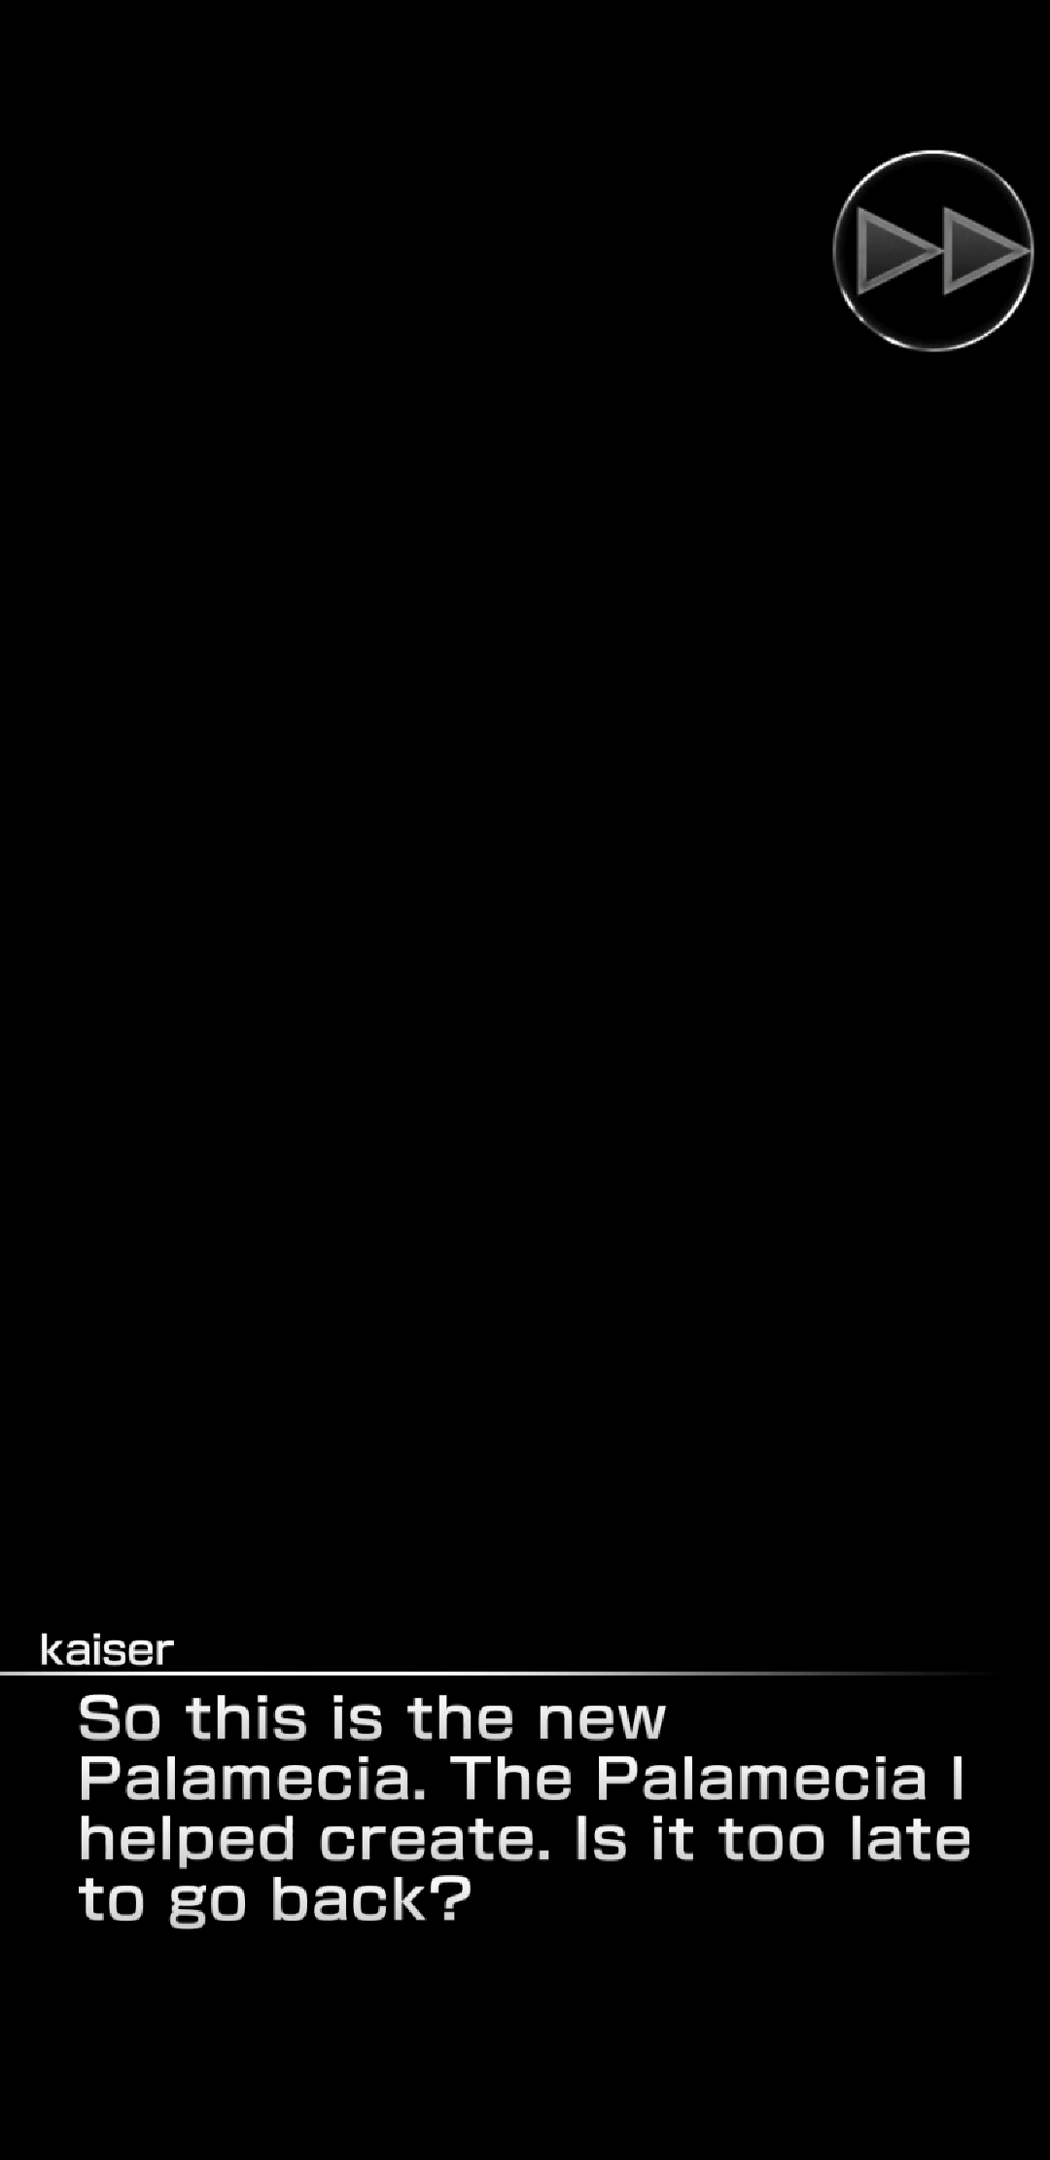 kaiser
So this is the new
Palamecia. The Palamecia I
helped create. Is it too late
to go back?